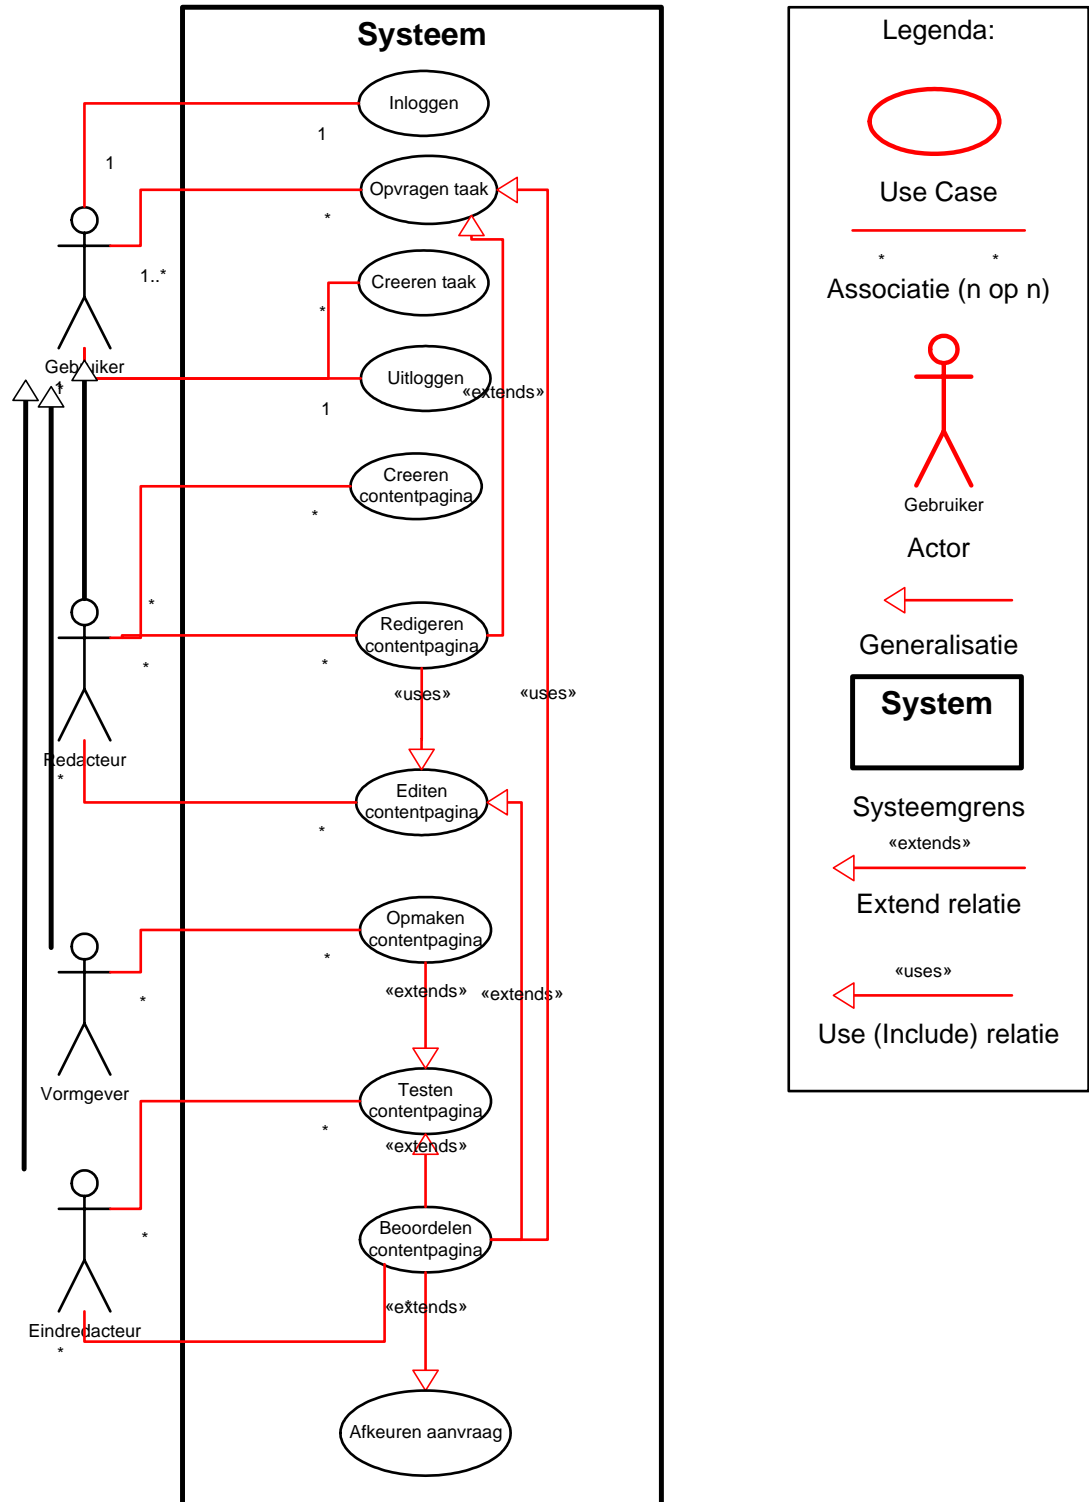 Systeem
Inloggen
1
1
Opvragen taak
*
1..*
Creeren taak
*
Gebruiker
1
*
Uitloggen
1
«extends»
Creeren
contentpagina
*
*
Redigeren
contentpagina
*
*
«uses»
«uses»
Redacteur
*
Editen
contentpagina
*
Opmaken
contentpagina
*
*
«extends»
«extends»
Vormgever
Testen
contentpagina
*
«extends»
*
Beoordelen
contentpagina
«extends»
*
Eindredacteur
*
Afkeuren aanvraag
Legenda:
Use Case
* *
Associatie (n op n)
Gebruiker
Actor
Generalisatie
System
Systeemgrens
«extends»
Extend relatie
«uses»
Use (Include) relatie